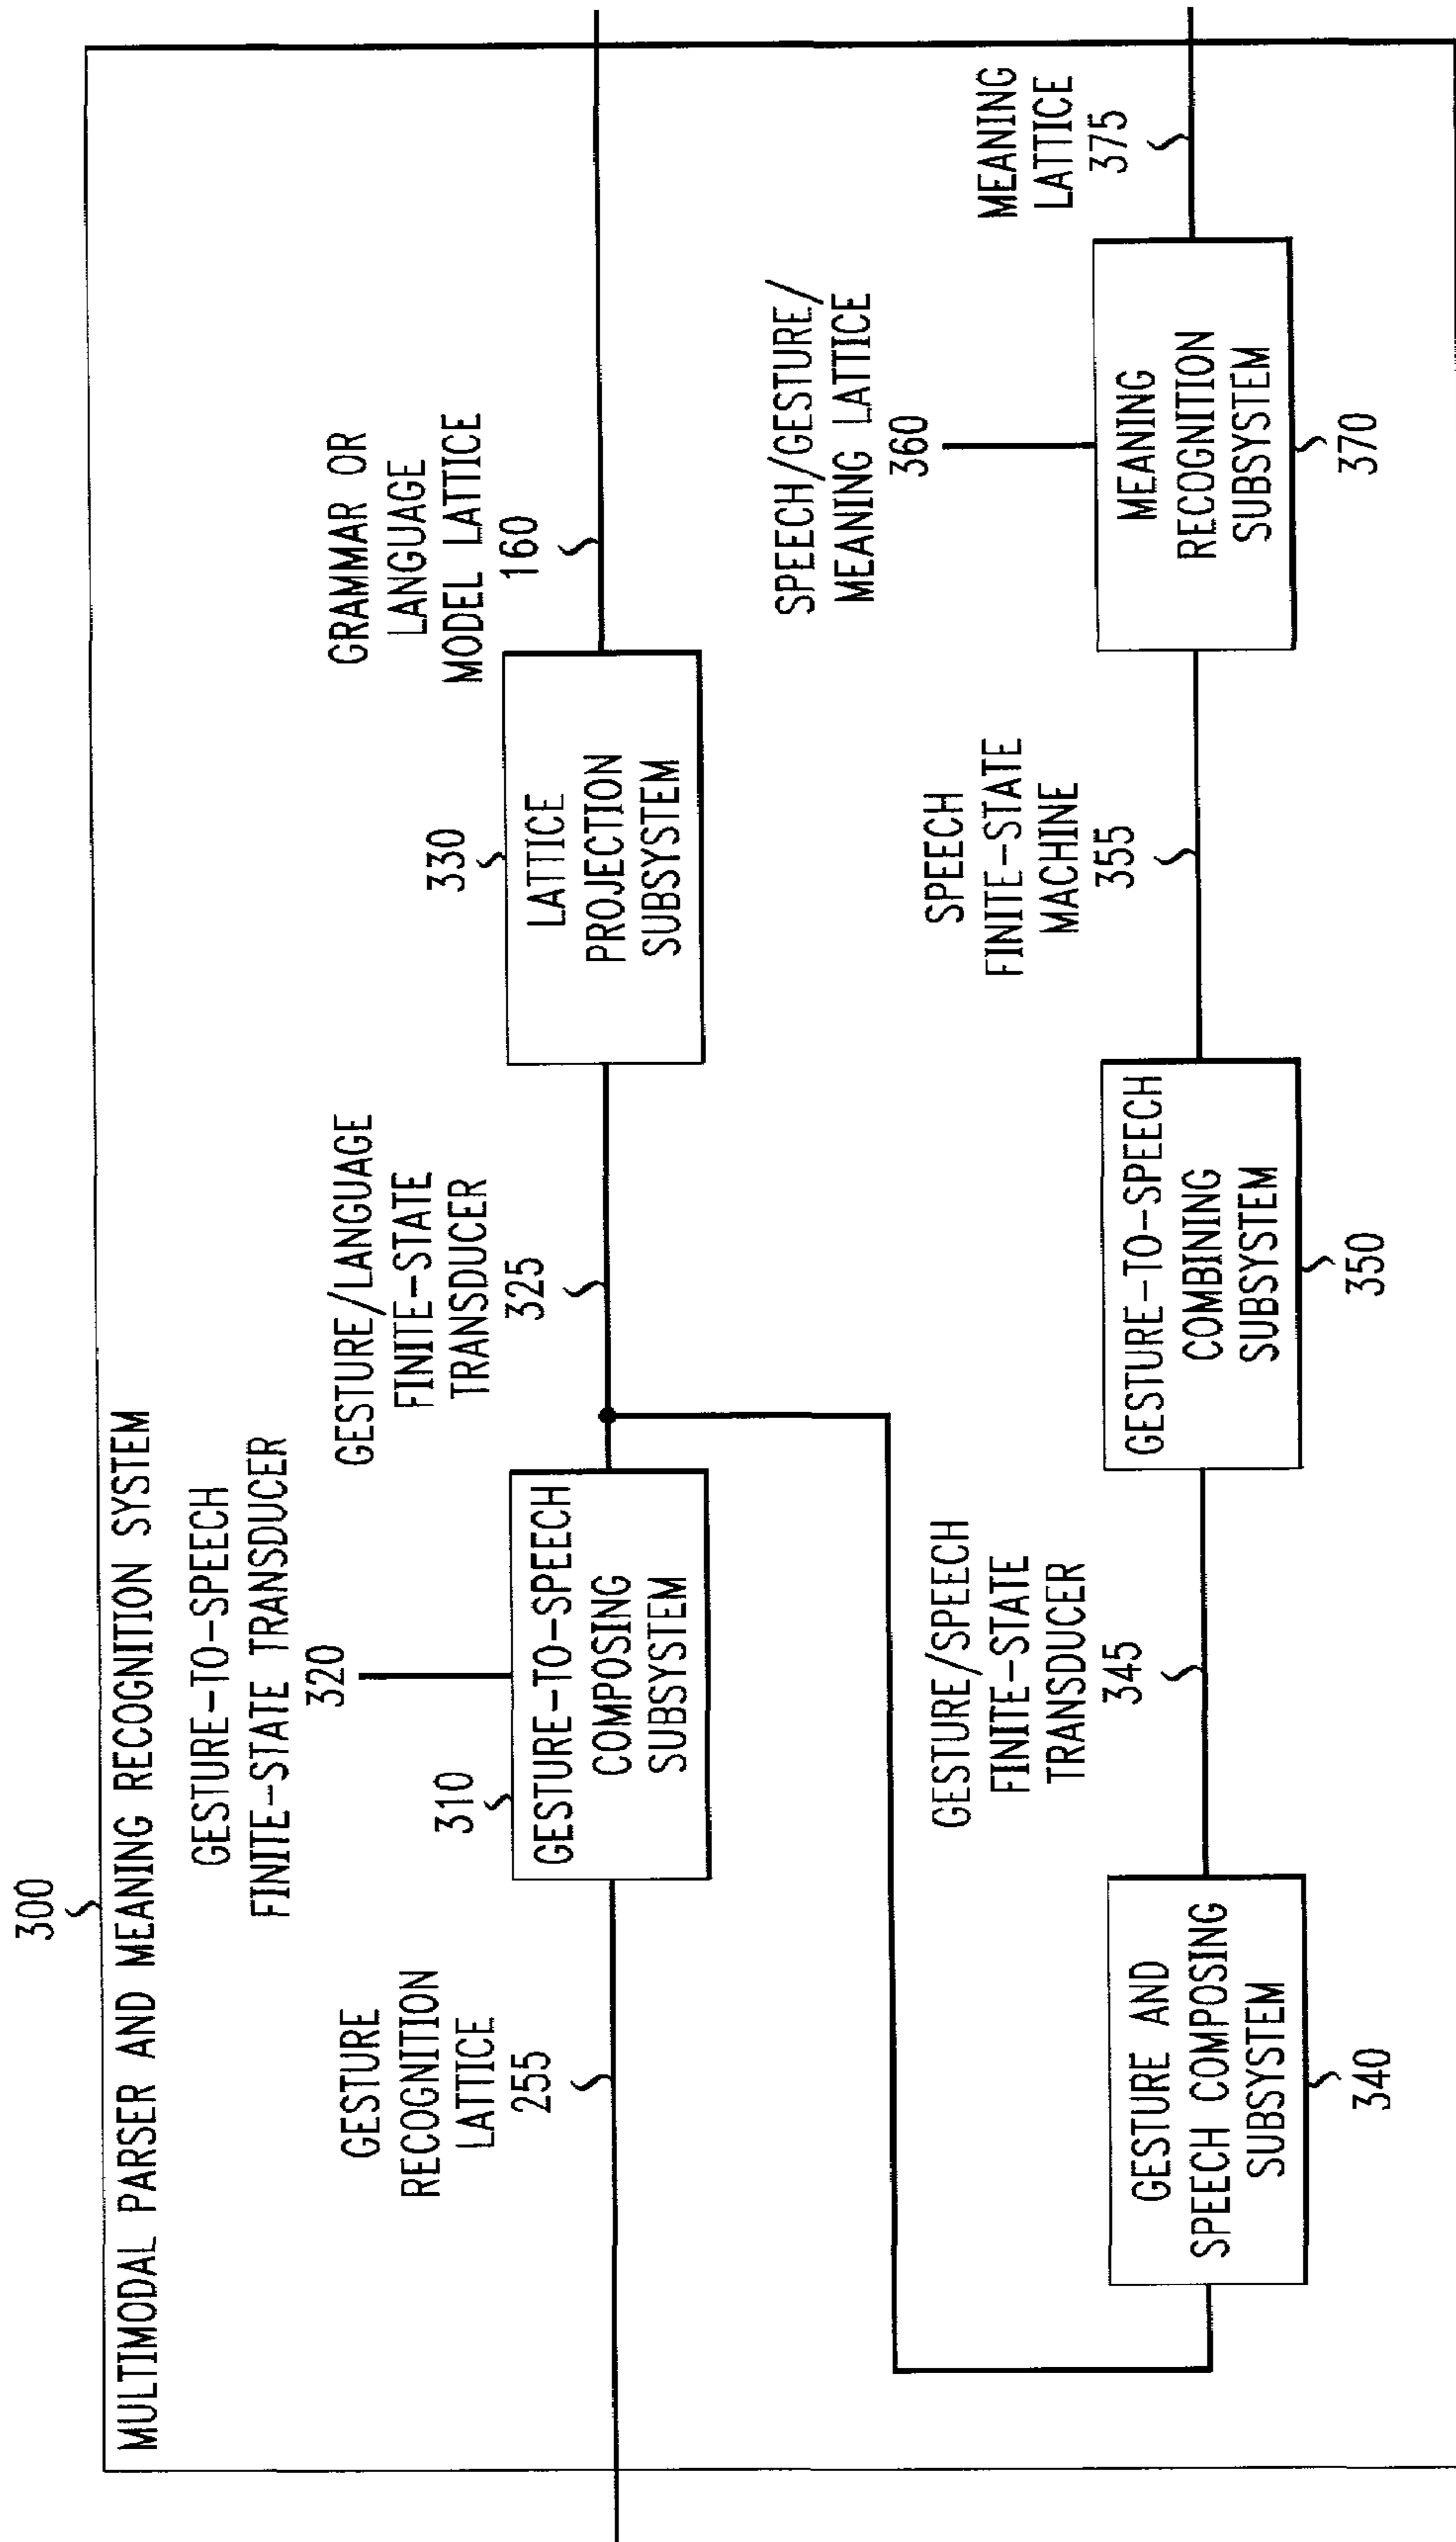 300
MULTIMODAL PARSER AND MEANING RECOGNITION SYSTEM
GESTURE-TO-SPEECH
FINITE-STATE TRANSDUCER
320
GESTURE
RECOGNITION
LATTICE
255
310
GESTURE-TO-SPEECH
COMPOSING
SUBSYSTEM
GESTURE/LANGUAGE
FINITE-STATE
TRANSDUCER
325
330
LATTICE
PROJECTION
SUBSYSTEM
GRAMMAR OR
LANGUAGE
MODEL LATTICE
160
GESTURE AND
SPEECH COMPOSING
SUBSYSTEM
340
GESTURE/SPEECH
FINITE-STATE
TRANSDUCER
345
GESTURE-TO-SPEECH
COMBINING
SUBSYSTEM
350
SPEECH
FINITE-STATE
MACHINE
355
SPEECH/GESTURE/
MEANING LATTICE
360
MEANING
RECOGNITION
SUBSYSTEM
370
MEANING
LATTICE
375